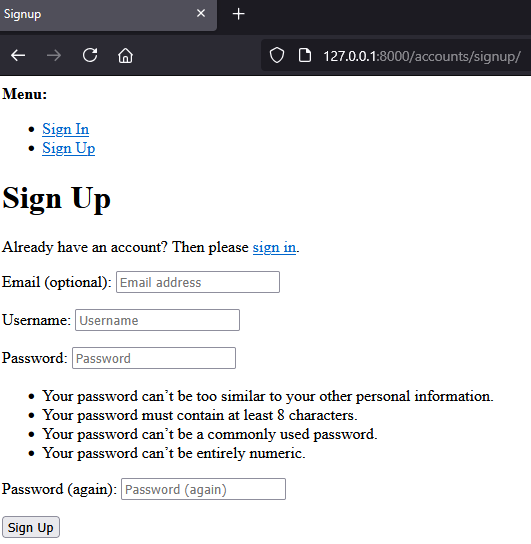 Signup
127.0.0.1:8000/accounts/signup/
Menu:
Sign In
Sign Up
Sign Up
Already have an account? Then please sign in.
Email (optional): Email address
Username: Username
Password: Password
Your password can’t be too similar to your other personal information.
Your password must contain at least 8 characters.
Your password can’t be a commonly used password.
Your password can’t be entirely numeric.
Password (again): Password (again)
Sign Up